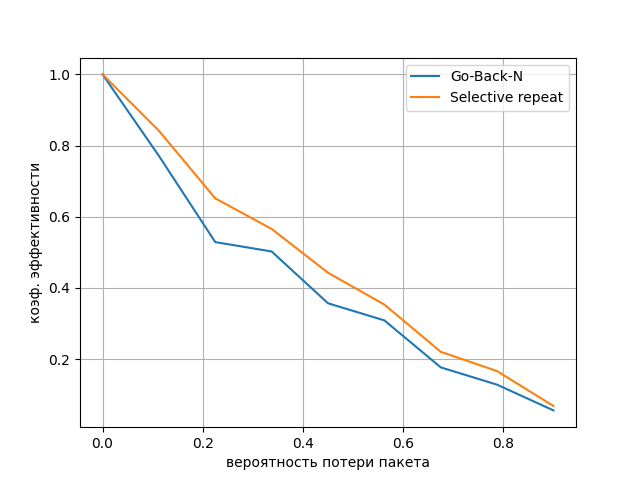 Go-Back-N
Selective repeat
1.0
0.8
0.6
0.4
0.2
коэф. эффективности
0.0 0.2 0.4 0.6 0.8
вероятность потери пакета